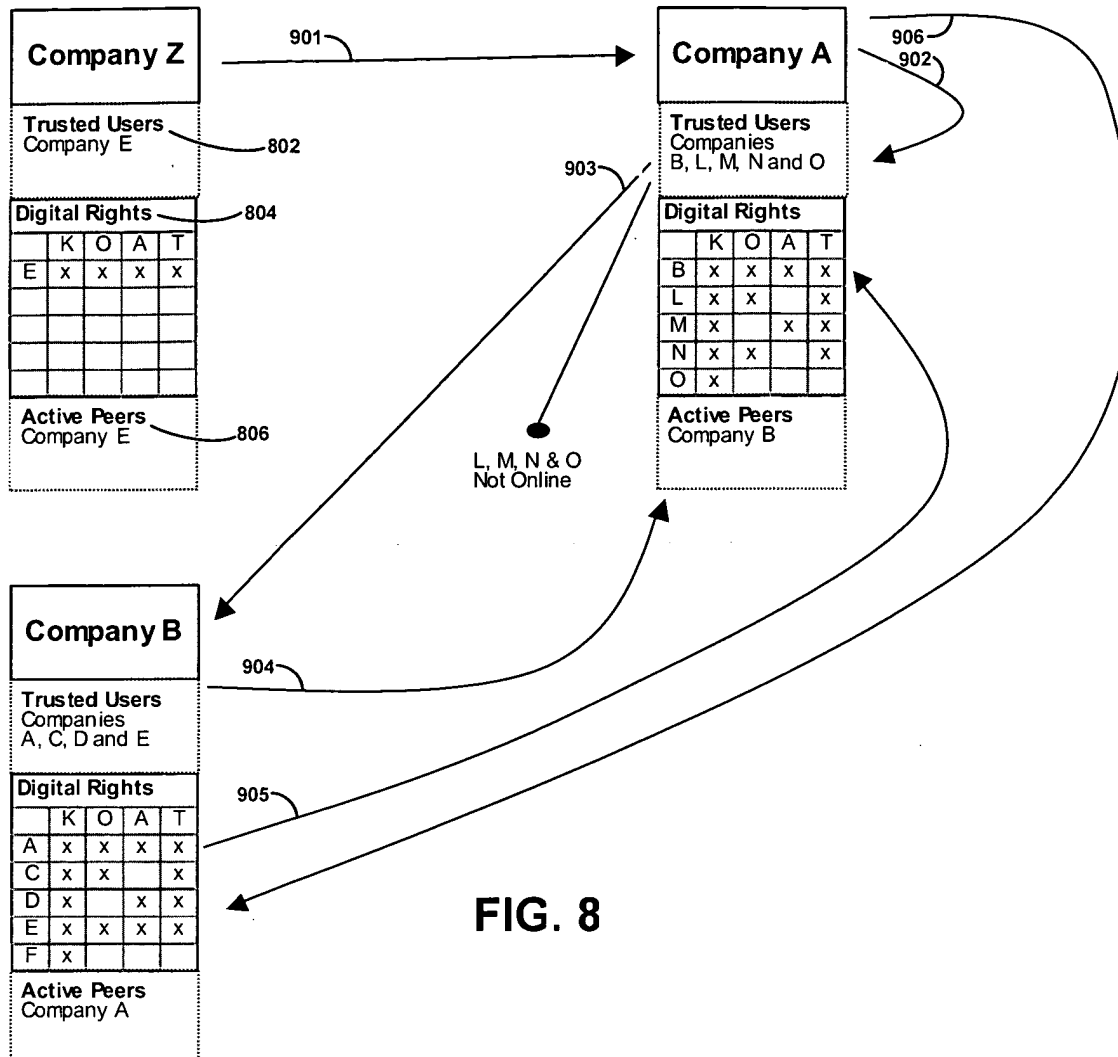 Company Z
901
Trusted Users
Company E
802
Digital Rights
804
K O A T
E x x x x
Active Peers
Company E
806
Company A
906
902
Trusted Users
Companies
B, L, M, N and O
903
Digital Rights
K O A T
B x x x x
L x x x
M x x x
N x x x
O x
Active Peers
Company B
L, M, N & O
Not Online
Company B
904
Trusted Users
Companies
A, C, D and E
Digital Rights
K O A T
A x x x x
C x x x
D x x x
E x x x x
F x
905
Active Peers
Company A
FIG. 8